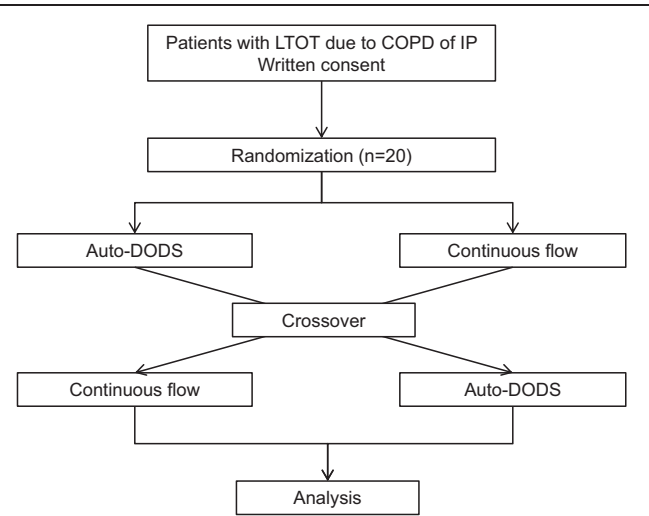 Patients with LTOT due to COPD of IP
Written consent
Randomization (n=20)
Auto-DODS
Continuous flow
Crossover
Continuous flow
Auto-DODS
Analysis